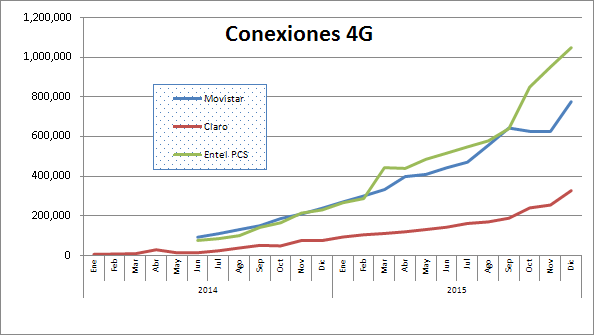 Conexiones 4G
1,200,000
1,000,000
800,000
600,000
400,000
200,000
0
Movistar
Claro
Entel PCS
Ene Feb Mar Abr May Jun Jun Ago Sep Oct Nov Dic Ene Feb Mar Abr May Jun Jul Ago Sep Oct Nov Dic
2014 2015